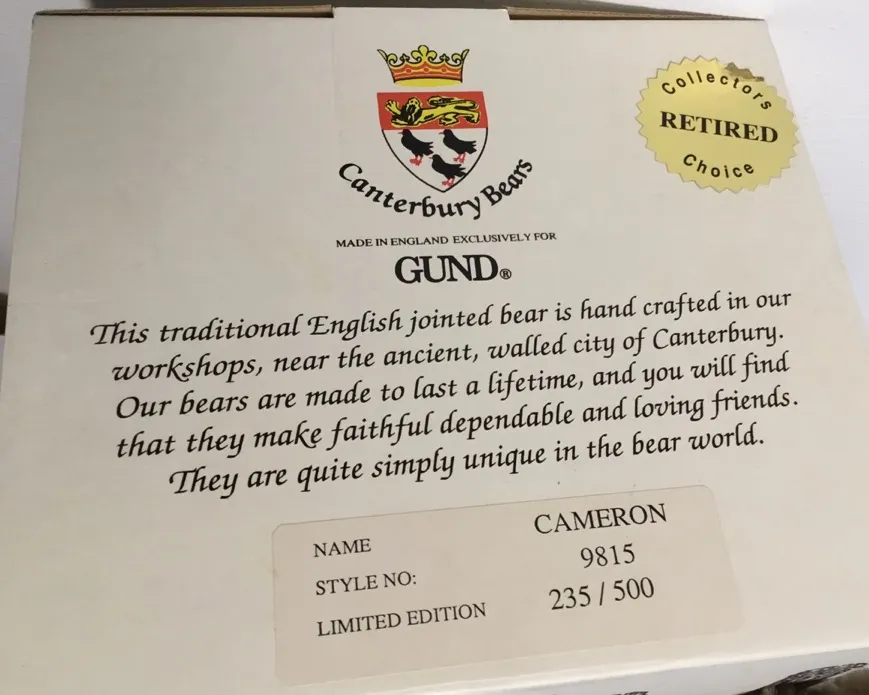 Canterbury Bears
Collectors
RETIRED
Choice
MADE IN ENGLAND EXCLUSIVELY FOR
GUND®
This traditional English jointed bear is hand crafted in our
workshops, near the ancient, walled city of Canterbury.
Our bears are made to last a lifetime, and you will find
that they make faithful dependable and loving friends.
They are quite simply unique in the bear world.
NAME CAMERON
STYLE NO: 9815
LIMITED EDITION 235 / 500